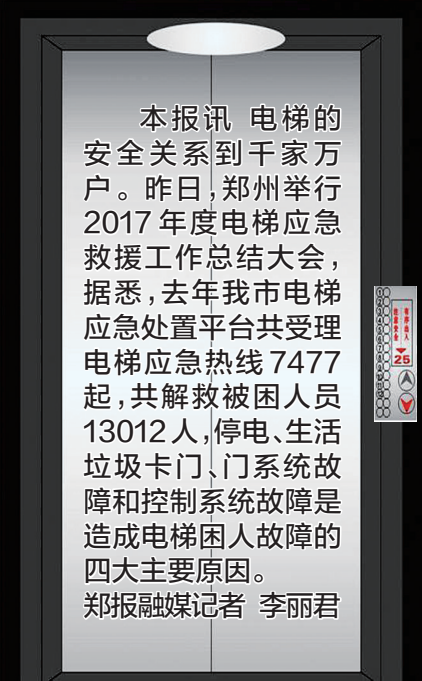 本报讯 电梯的
安全关系到千家万
户。昨日，郑州举行
2017年度电梯应急
救援工作总结大会，
据悉，去年我市电梯
应急处置平台共受理
电梯应急热线7477
起，共解救被困人员
13012人，停电、生活
垃圾卡门、门系统故
障和控制系统故障是
造成电梯困人故障的
四大主要原因。
郑报融媒记者 李丽君
25